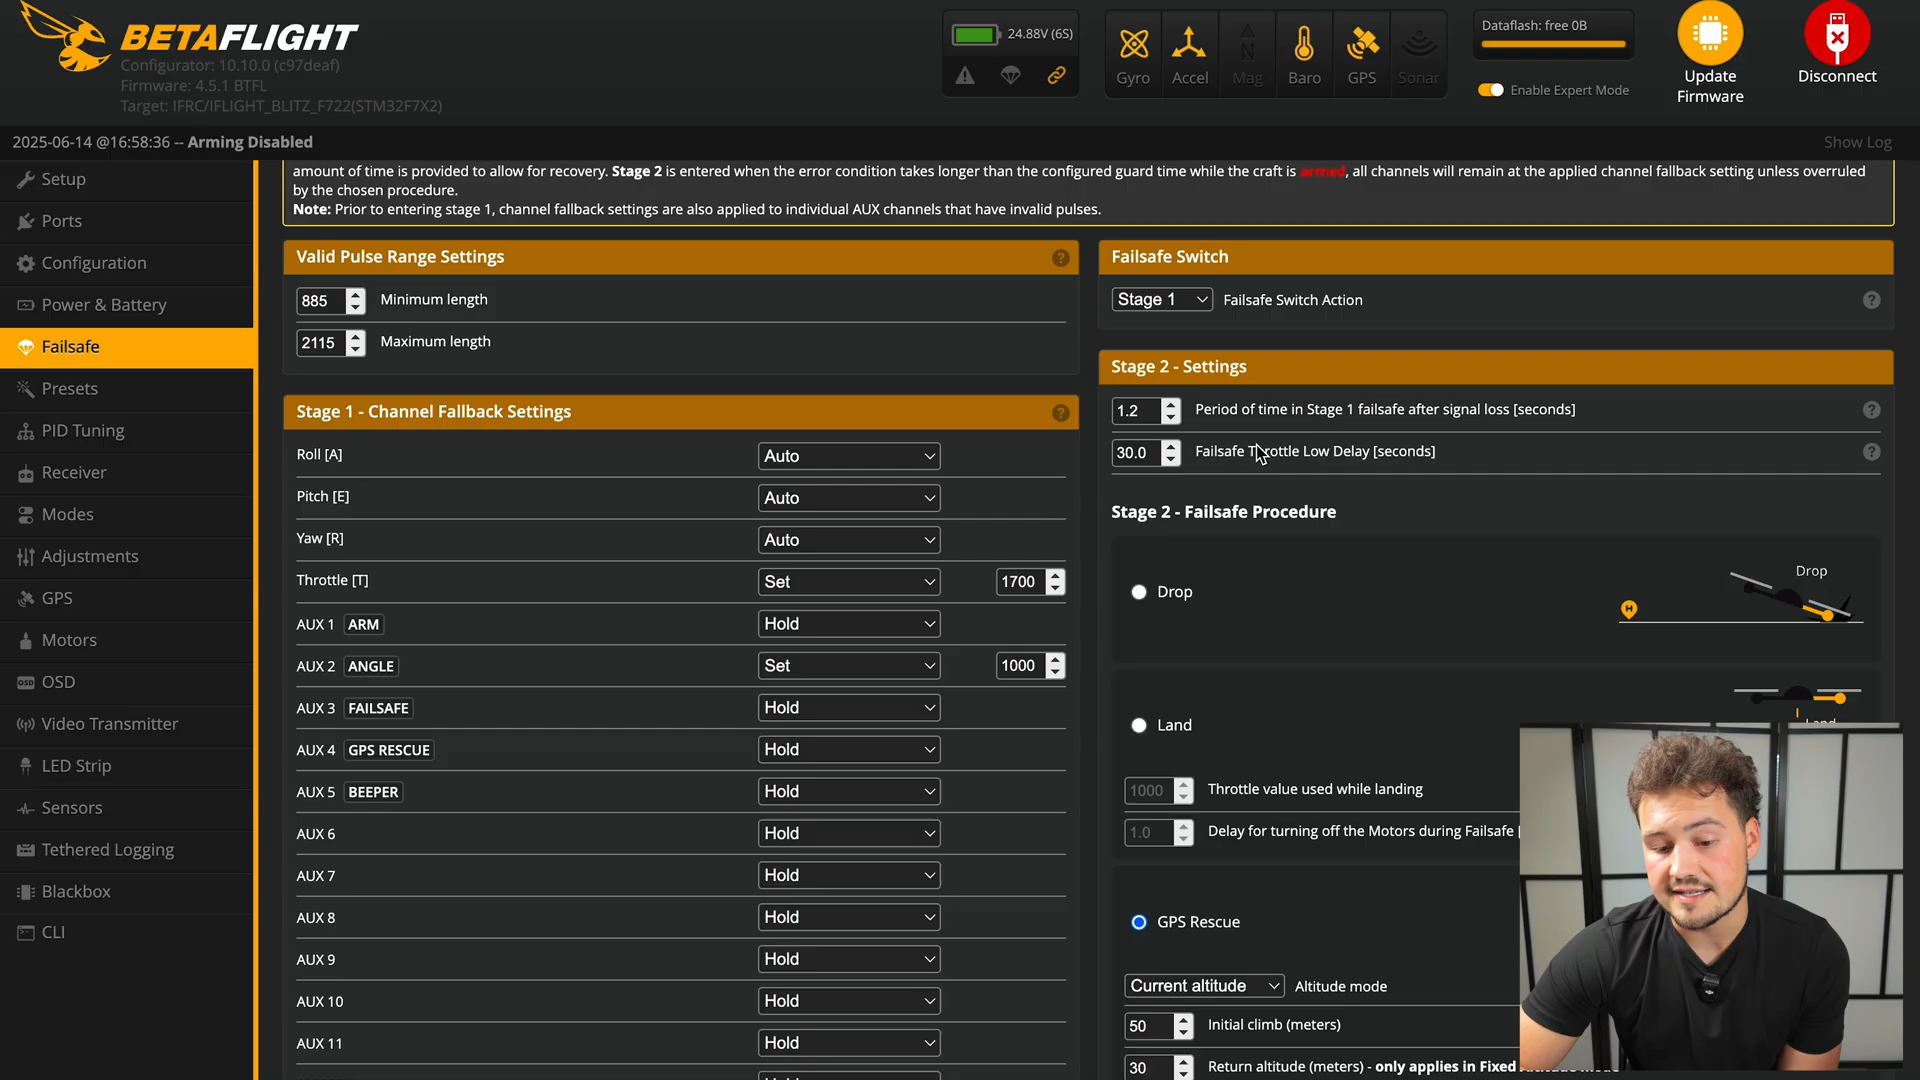 BETAFLIGHT
Configurator: 10.10.0 (c97deaf)
Firmware: 4.5.1 BTFL
Target: IFRC/IFLIGHT_BLITZ_F722(STM32F7X2)
24.88V (6S)
Gyro
Accel
Mag
Baro
GPS
Sonar
Dataflash: free 0B
Enable Expert Mode
Update
Firmware
Disconnect
2025-06-14 @16:58:36 -- Arming Disabled
Show Log
Setup
Ports
Configuration
Power & Battery
Failsafe
Presets
PID Tuning
Receiver
Modes
Adjustments
GPS
Motors
OSD
Video Transmitter
LED Strip
Sensors
Tethered Logging
Blackbox
CLI
amount of time is provided to allow for recovery. Stage 2 is entered when the error condition takes longer than the configured guard time while the craft is armed, all channels will remain at the applied channel fallback setting unless overruled
by the chosen procedure.
Note: Prior to entering stage 1, channel fallback settings are also applied to individual AUX channels that have invalid pulses.
Valid Pulse Range Settings
885 Minimum length
2115 Maximum length
Stage 1 - Channel Fallback Settings
Roll [A] Auto
Pitch [E] Auto
Yaw [R] Auto
Throttle [T] Set 1700
AUX 1 ARM Hold
AUX 2 ANGLE Set 1000
AUX 3 FAILSAFE Hold
AUX 4 GPS RESCUE Hold
AUX 5 BEEPER Hold
AUX 6 Hold
AUX 7 Hold
AUX 8 Hold
AUX 9 Hold
AUX 10 Hold
AUX 11 Hold
Failsafe Switch
Stage 1 Failsafe Switch Action
Stage 2 - Settings
1.2 Period of time in Stage 1 failsafe after signal loss [seconds]
30.0 Failsafe Throttle Low Delay [seconds]
Stage 2 - Failsafe Procedure
Drop
Drop
Land
1000 Throttle value used while landing
1.0 Delay for turning off the Motors during Failsafe [
GPS Rescue
Current altitude Altitude mode
50 Initial climb (meters)
30 Return altitude (meters) - only applies in Fixed